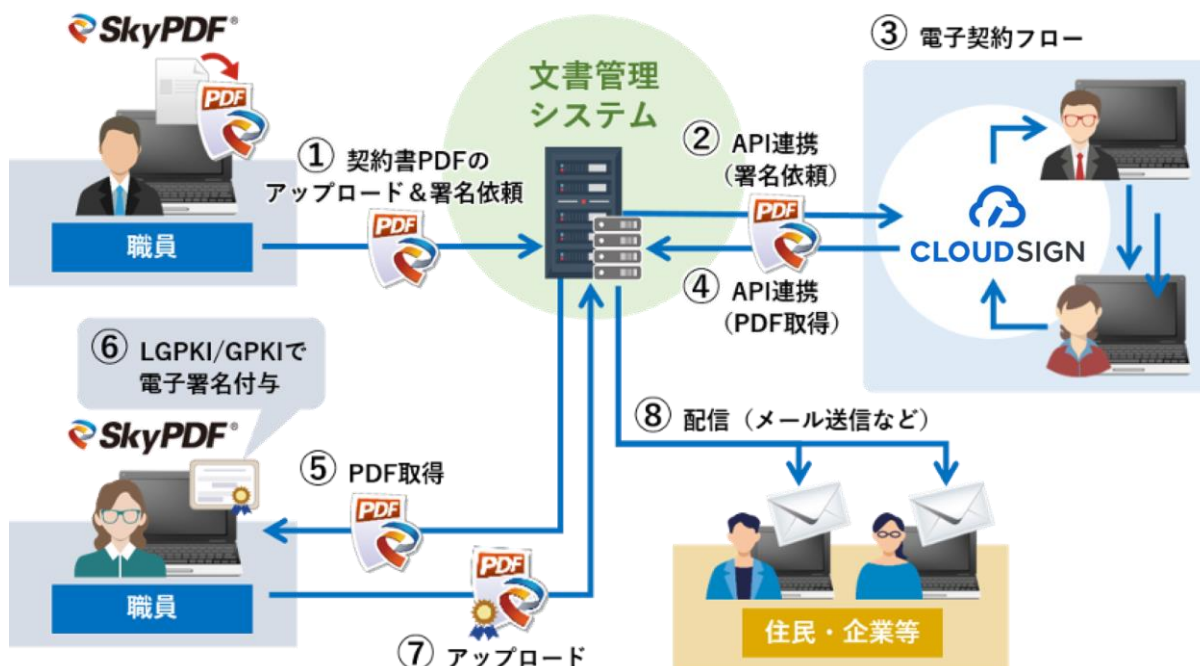 SkyPDF®
PDF
職員
① 契約書PDFの
アップロード＆署名依頼
PDF
文書管理
システム
② API連携
（署名依頼）
PDF
④ API連携
（PDF取得）
③ 電子契約フロー
CLOUDSIGN
⑥ LGPKI/GPKIで
電子署名付与
SkyPDF®
職員
⑤ PDF取得
PDF
PDF
⑦ アップロード
⑧ 配信（メール送信など）
住民・企業等